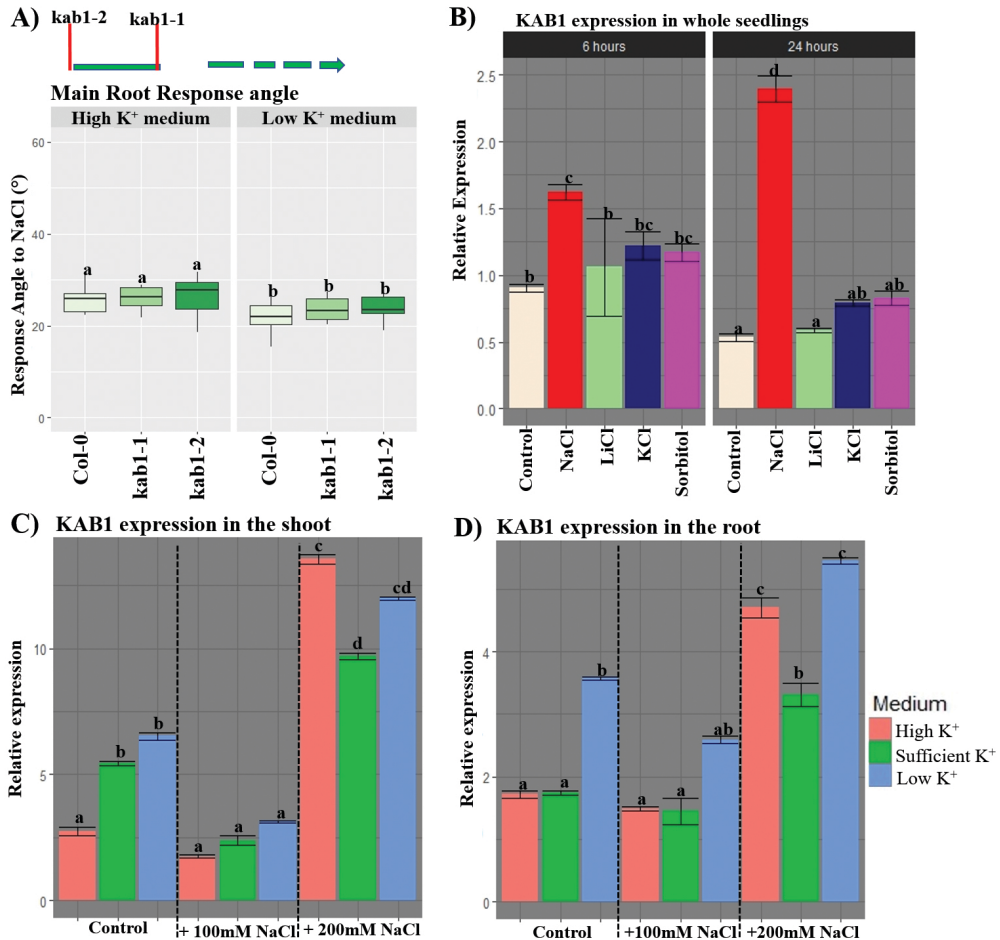 A)
kab1-2 kab1-1
Main Root Response angle
High K⁺ medium Low K⁺ medium
Response Angle to NaCl (°)
60
40
20
0
a a a b b b
Col-0 kab1-1 kab1-2 Col-0 kab1-1 kab1-2
B)
KAB1 expression in whole seedlings
6 hours 24 hours
Relative Expression
2.5
2.0
1.5
1.0
0.5
0.0
b c b bc bc a d a ab ab
Control NaCl LiCl KCl Sorbitol Control NaCl LiCl KCl Sorbitol
C)
KAB1 expression in the shoot
Relative expression
10
5
0
a b b a a a c d cd
Control + 100mM NaCl + 200mM NaCl
D)
KAB1 expression in the root
Relative expression
4
2
0
a a b a a ab c b c
Control +100mM NaCl +200mM NaCl
Medium
High K⁺
Sufficient K⁺
Low K⁺